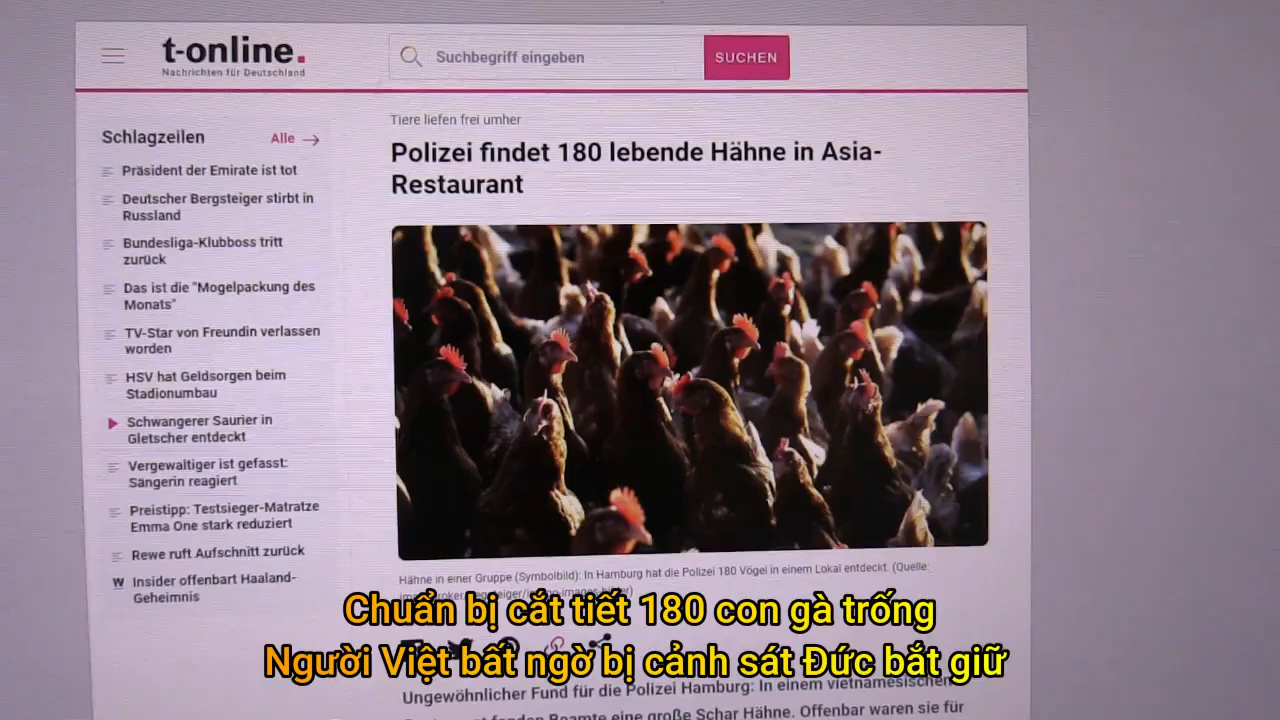 t-online.
Nachrichten für Deutschland
Suchbegriff eingeben
SUCHEN
Schlagzeilen
Alle
Präsident der Emirate ist tot
Deutscher Bergsteiger stirbt in
Russland
Bundesliga-Klubboss tritt
zurück
Das ist die "Mogelpackung des
Monats"
TV-Star von Freundin verlassen
worden
HSV hat Geldsorgen beim
Stadionumbau
Schwangerer Saurier in
Gletscher entdeckt
Vergewaltiger ist gefasst:
Sängerin reagiert
Preistipp: Testsieger-Matratze
Emma One stark reduziert
Rewe ruft Aufschnitt zurück
W Insider offenbart Haaland-
Geheimnis
Tiere liefen frei umher
Polizei findet 180 lebende Hähne in Asia-
Restaurant
Hähne in einer Gruppe (Symbolbild): In Hamburg hat die Polizei 180 Vögel in einem Lokal entdeckt. (Quelle:
Chuẩn bị cắt tiết 180 con gà trống
Người Việt bất ngờ bị cảnh sát Đức bắt giữ
Ungewöhnlicher Fund für die Polizei Hamburg: In einem vietnamesischen
Beamte eine große Schar Hähne. Offenbar waren sie für